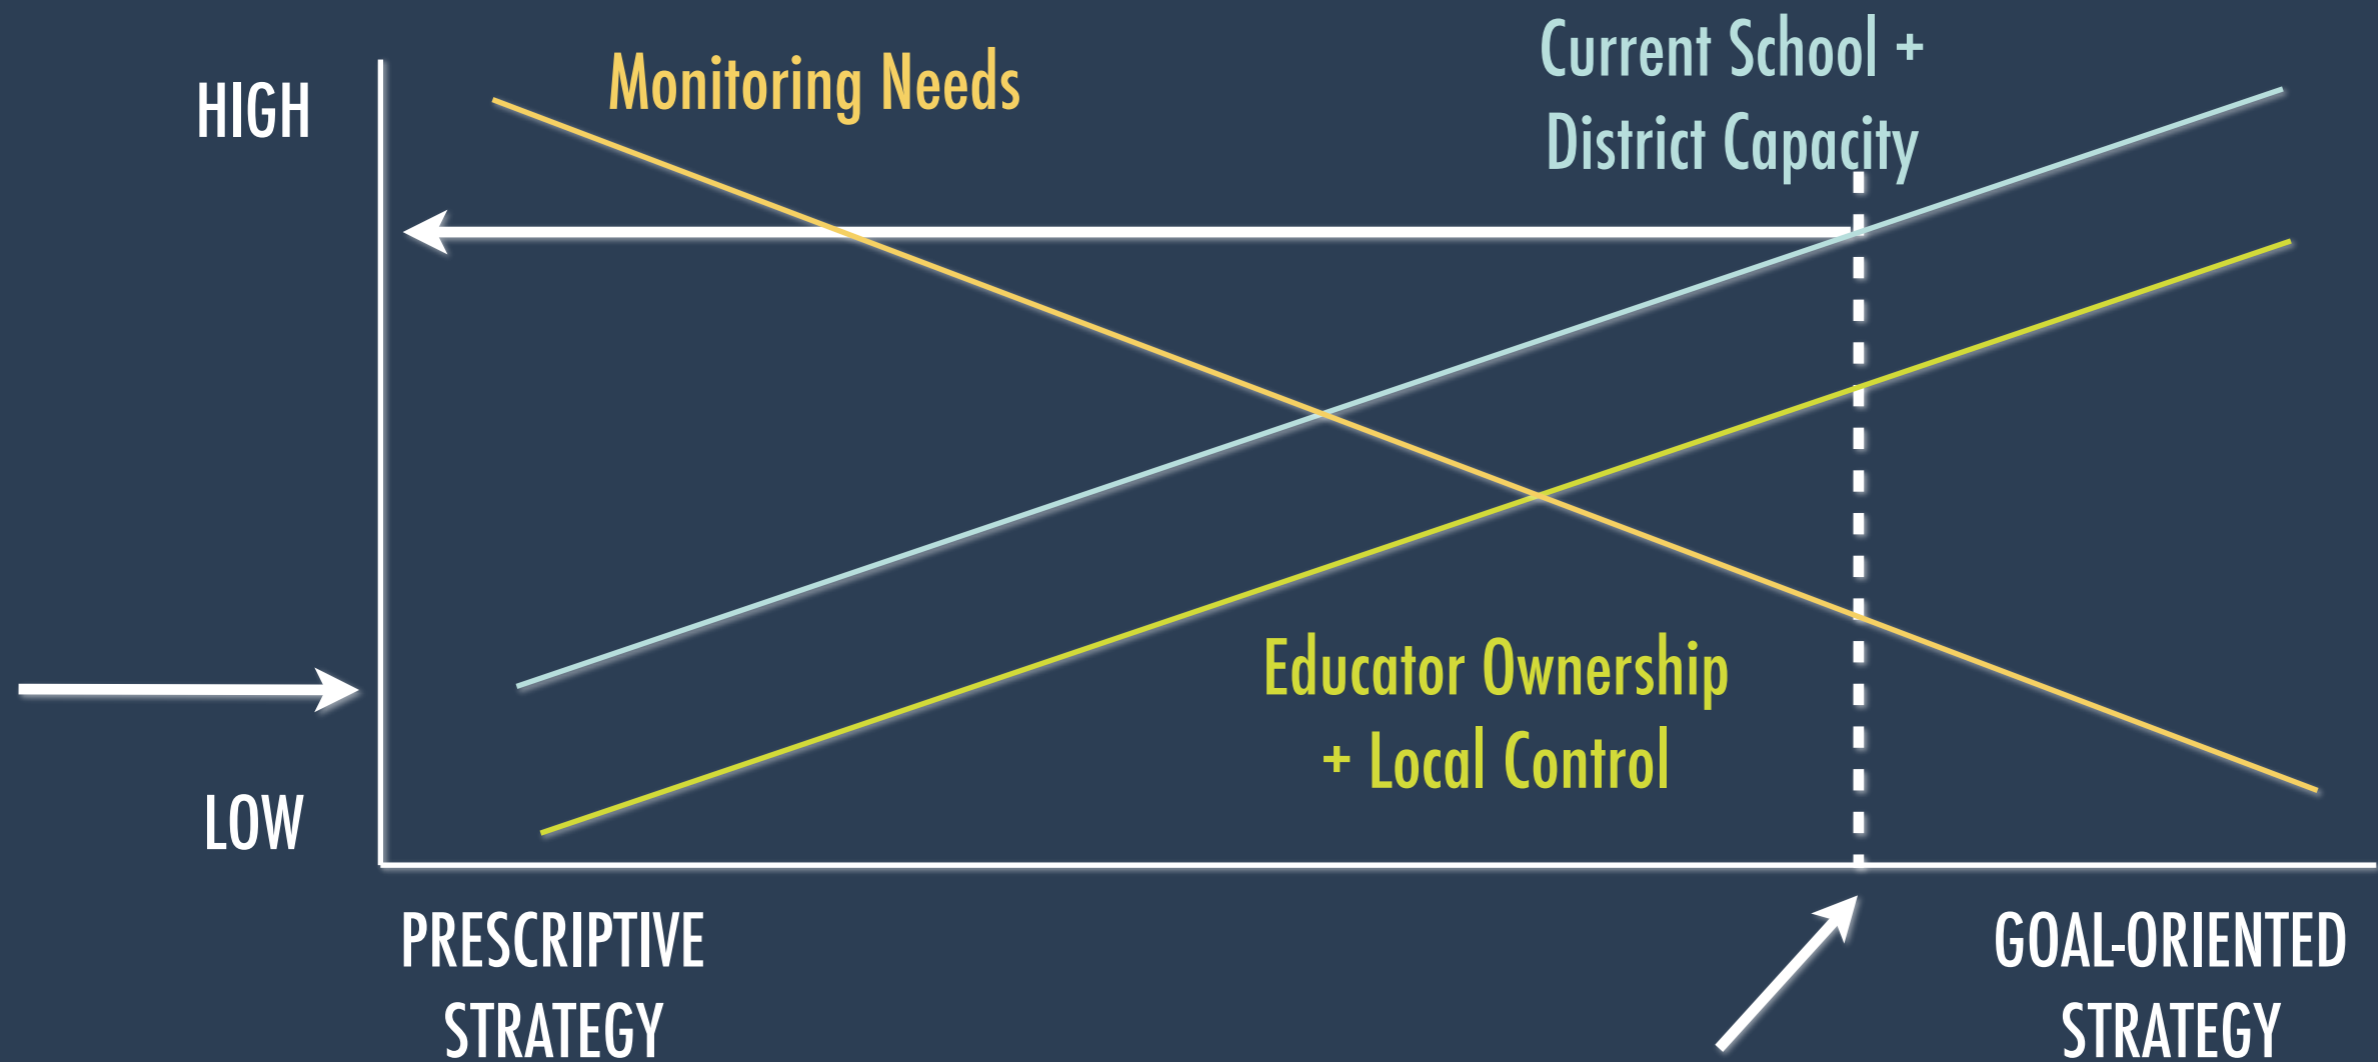 Monitoring Needs
Current School +
District Capacity
HIGH
Educator Ownership
+ Local Control
LOW
PRESCRIPTIVE
STRATEGY
GOAL-ORIENTED
STRATEGY